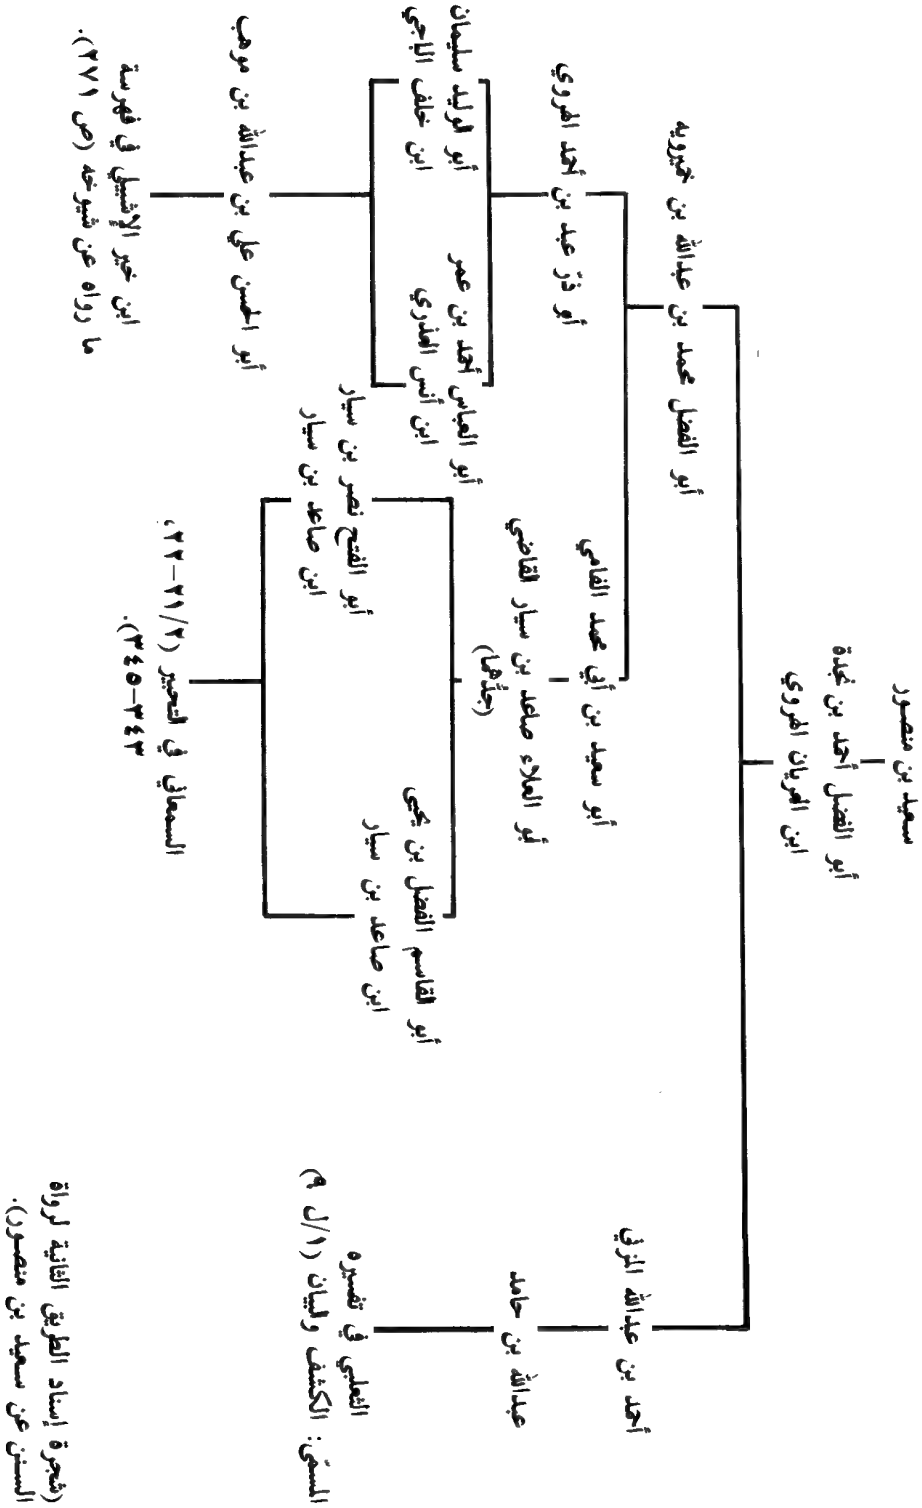 سعيد بن منصور
أبو الفضل أحمد بن نجدة
ابن العريان الهروي
أبو الفضل محمد بن عبدالله بن خميرويه
أحمد بن عبدالله المزني
أبو ذرّ عبد بن أحمد الهروي
أبو سعيد بن أبي محمد الفامي
عبدالله بن حامد
أبو الوليد سليمان
ابن خلف الباجي
أبو العباس أحمد بن عمر
ابن أنس العذري
أبو العلاء صاعد بن سيار القاضي
(جدُّهما)
أبو الفتح نصر بن سيار
ابن صاعد بن سيار
أبو القاسم الفضل بن يحيى
ابن صاعد بن سيار
الثعلبي في تفسيره
المسمّى: الكشف والبيان (١/ل ٩)
أبو الحسن علي بن عبدالله بن موهب
السمعاني في التحبير (٢/ ٢١-٢٢،
٣٤٣-٣٤٥).
ابن خير الإشبيلي في فهرسة
ما رواه عن شيوخه (ص ٢٧١).
(شجرة إسناد الطريق الثانية لرواة
السنن عن سعيد بن منصور).